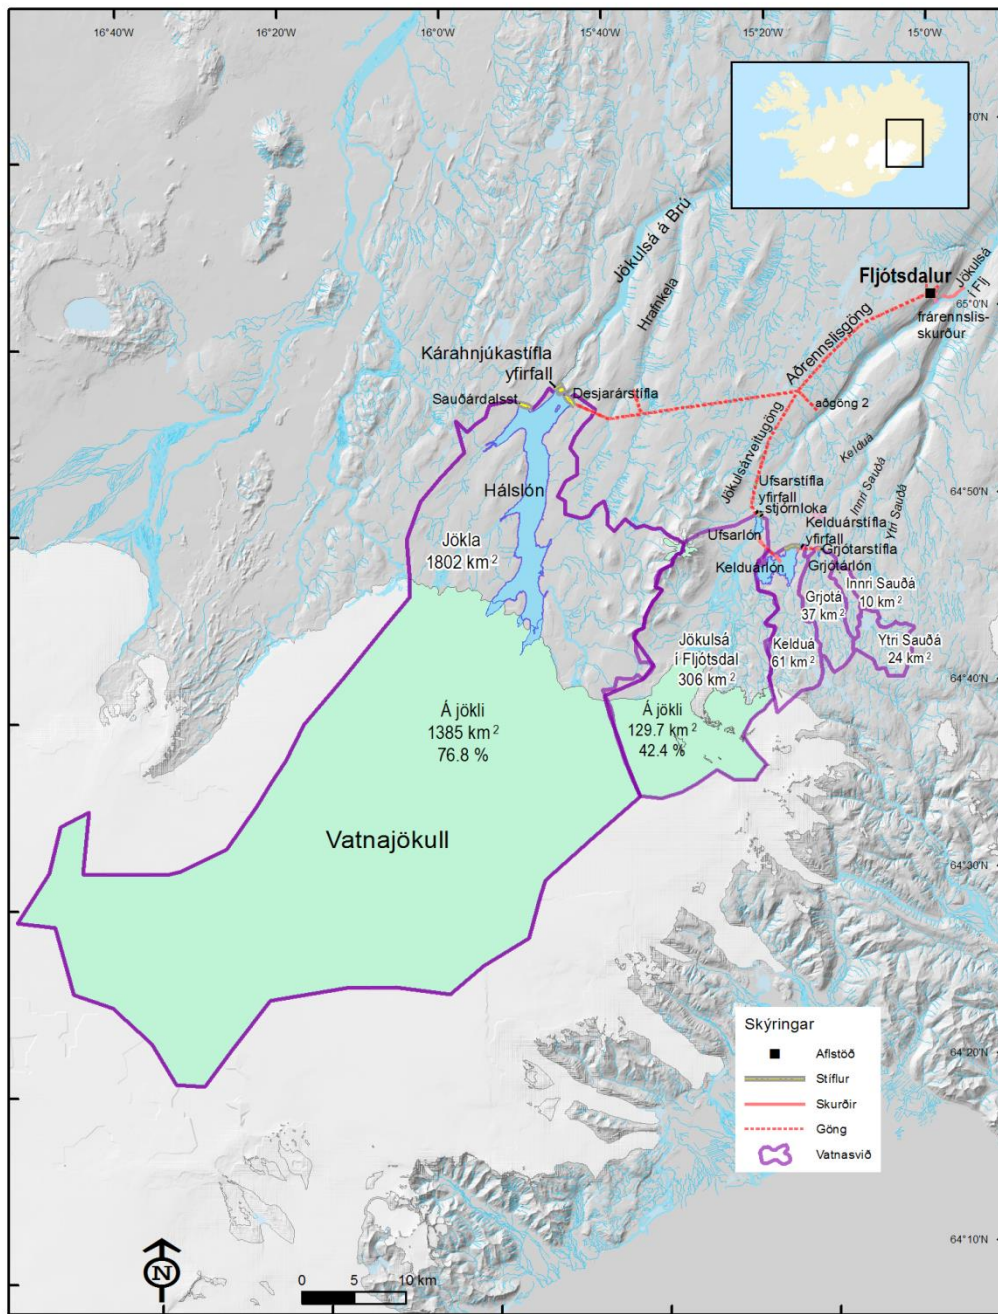 16°40'W
16°20'W
16°0'W
15°40'W
15°20'W
15°0'W
10'N
Jökulsá á Brú
Hrafnkela
Fljótsdalur
Jökulsá
í Flj
65°0'N
frárennslis-
skurður
Aðrennslisgöng
Kárahnjúkastífla
yfirfall
Desjarárstífla
Sauðárdalsst
aðgöng 2
Jökulsárveitugöng
Kelduá
Innri Sauðá
Ytri Sauðá
Hálslón
Ufsarstífla
yfirfall
stjórnloka
64°50'N
Kelduárstífla
yfirfall
Ufsarlón
Grjótarstífla
Kelduárlón
Grjótárlón
Jökla
1802 km²
Innri Sauðá
10 km²
Grjotá
37 km²
Jökulsá
í Fljótsdal
306 km²
Kelduá
61 km²
Ytri Sauðá
24 km²
64°40'N
Á jökli
1385 km²
76.8 %
Á jökli
129.7 km²
42.4 %
Vatnajökull
64°30'N
Skýringar
Aflstöð
Stíflur
Skurðir
Göng
Vatnasvið
64°20'N
64°10'N
N
0 5 10 km